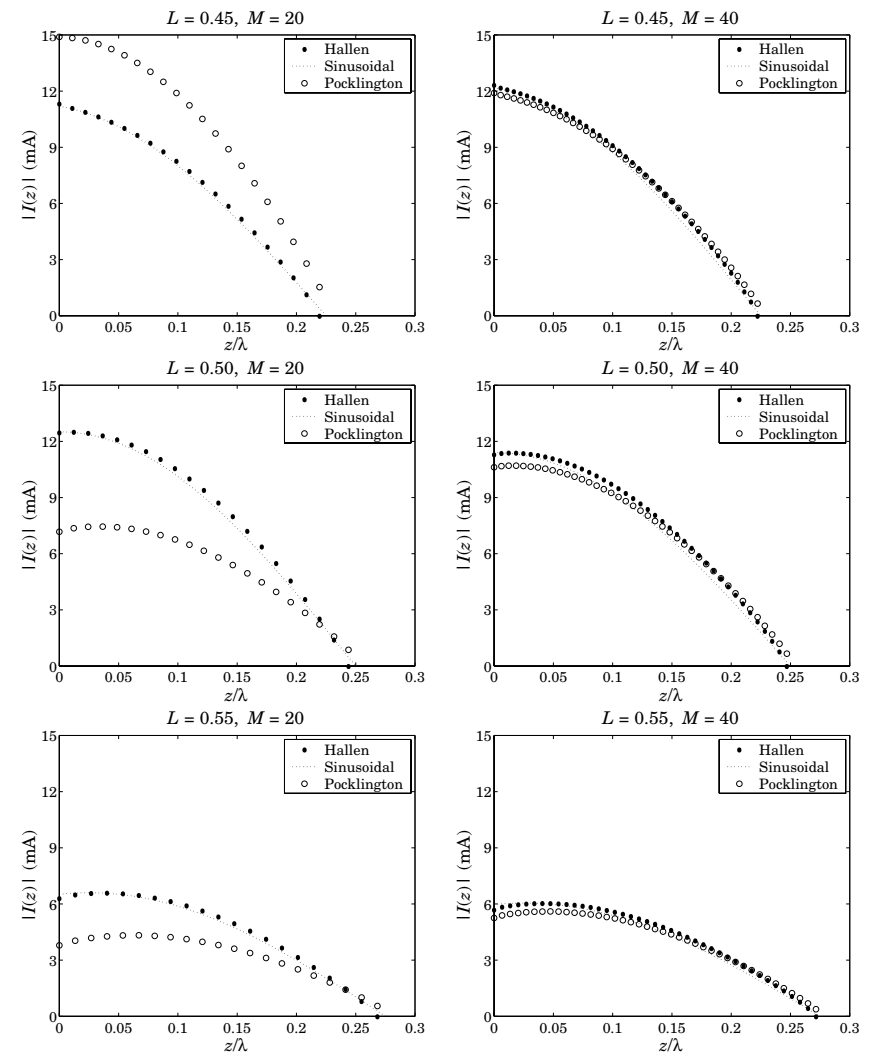 L = 0.45, M = 20
Hallen
Sinusoidal
Pocklington
15
12
9
6
3
0
|I(z)| (mA)
0 0.05 0.1 0.15 0.2 0.25 0.3
z/λ
L = 0.45, M = 40
Hallen
Sinusoidal
Pocklington
15
12
9
6
3
0
|I(z)| (mA)
0 0.05 0.1 0.15 0.2 0.25 0.3
z/λ
L = 0.50, M = 20
Hallen
Sinusoidal
Pocklington
15
12
9
6
3
0
|I(z)| (mA)
0 0.05 0.1 0.15 0.2 0.25 0.3
z/λ
L = 0.50, M = 40
Hallen
Sinusoidal
Pocklington
15
12
9
6
3
0
|I(z)| (mA)
0 0.05 0.1 0.15 0.2 0.25 0.3
z/λ
L = 0.55, M = 20
Hallen
Sinusoidal
Pocklington
15
12
9
6
3
0
|I(z)| (mA)
0 0.05 0.1 0.15 0.2 0.25 0.3
z/λ
L = 0.55, M = 40
Hallen
Sinusoidal
Pocklington
15
12
9
6
3
0
|I(z)| (mA)
0 0.05 0.1 0.15 0.2 0.25 0.3
z/λ